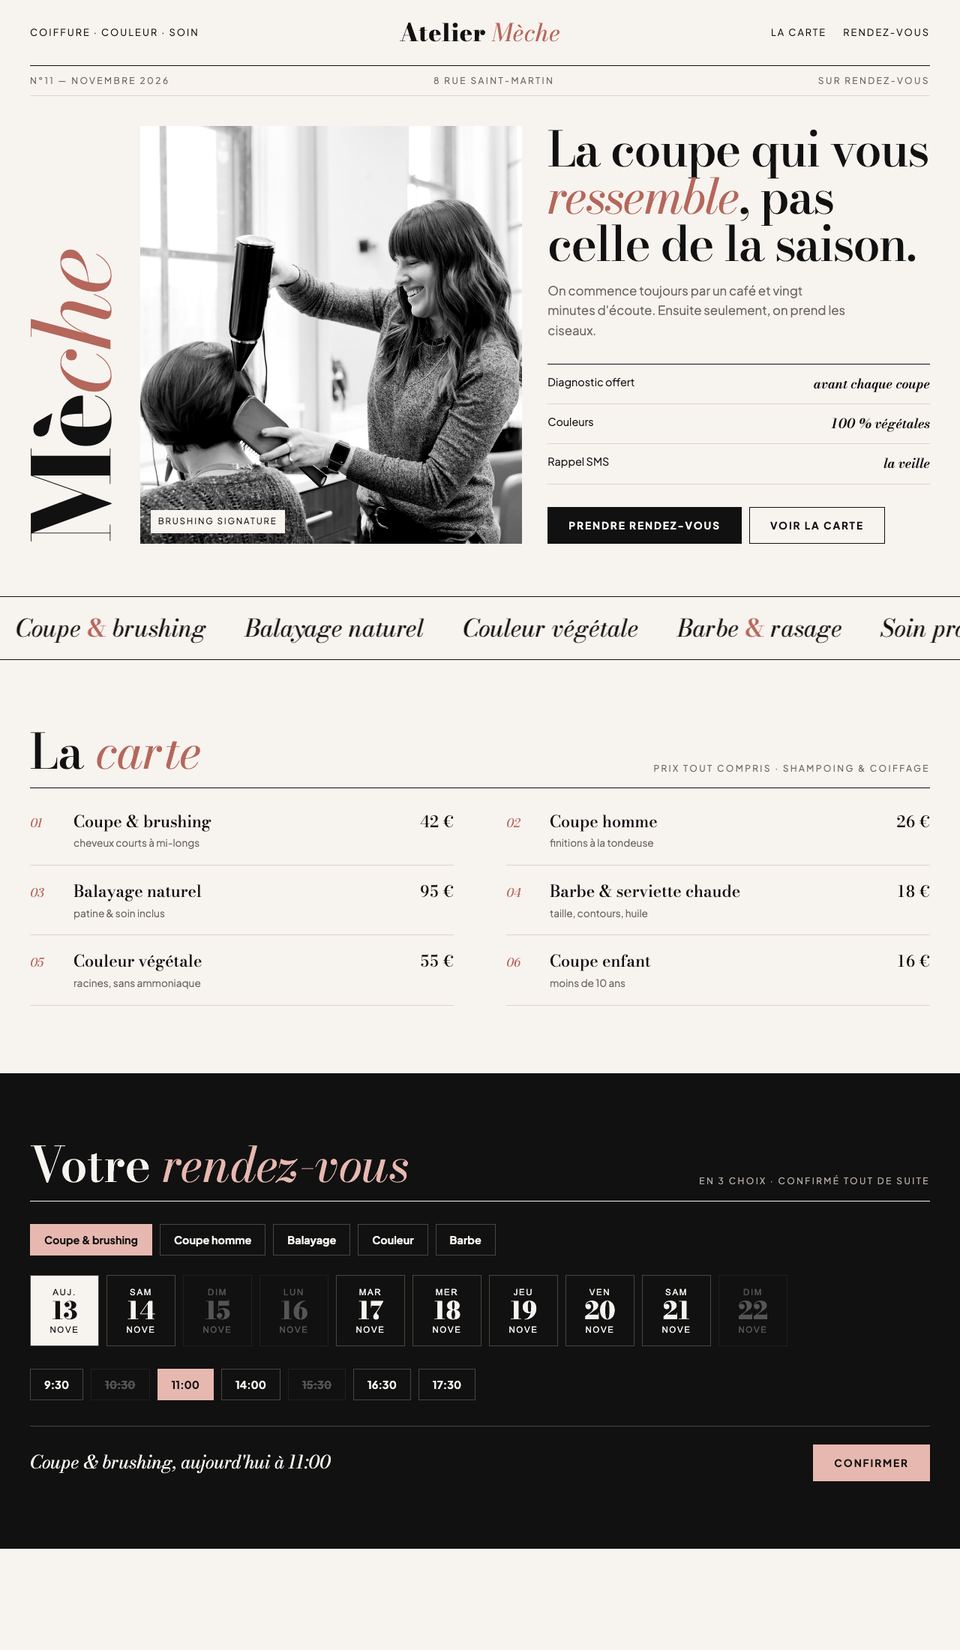 COIFFURE · COULEUR · SOIN
Atelier Mèche
LA CARTE RENDEZ-VOUS
N°11 — NOVEMBRE 2026
8 RUE SAINT-MARTIN
SUR RENDEZ-VOUS
Mèche
BRUSHING SIGNATURE
La coupe qui vous
ressemble, pas
celle de la saison.
On commence toujours par un café et vingt
minutes d'écoute. Ensuite seulement, on prend les
ciseaux.
Diagnostic offert avant chaque coupe
Couleurs 100 % végétales
Rappel SMS la veille
PRENDRE RENDEZ-VOUS VOIR LA CARTE
Coupe & brushing Balayage naturel Couleur végétale Barbe & rasage Soin pro
La carte
PRIX TOUT COMPRIS · SHAMPOING & COIFFAGE
01 Coupe & brushing 42 €
cheveux courts à mi-longs
02 Coupe homme 26 €
finitions à la tondeuse
03 Balayage naturel 95 €
patine & soin inclus
04 Barbe & serviette chaude 18 €
taille, contours, huile
05 Couleur végétale 55 €
racines, sans ammoniaque
06 Coupe enfant 16 €
moins de 10 ans
Votre rendez-vous
EN 3 CHOIX · CONFIRMÉ TOUT DE SUITE
Coupe & brushing Coupe homme Balayage Couleur Barbe
AUJ. SAM DIM LUN MAR MER JEU VEN SAM DIM
13 14 15 16 17 18 19 20 21 22
NOVE NOVE NOVE NOVE NOVE NOVE NOVE NOVE NOVE NOVE
9:30 10:30 11:00 14:00 15:30 16:30 17:30
Coupe & brushing, aujourd'hui à 11:00
CONFIRMER